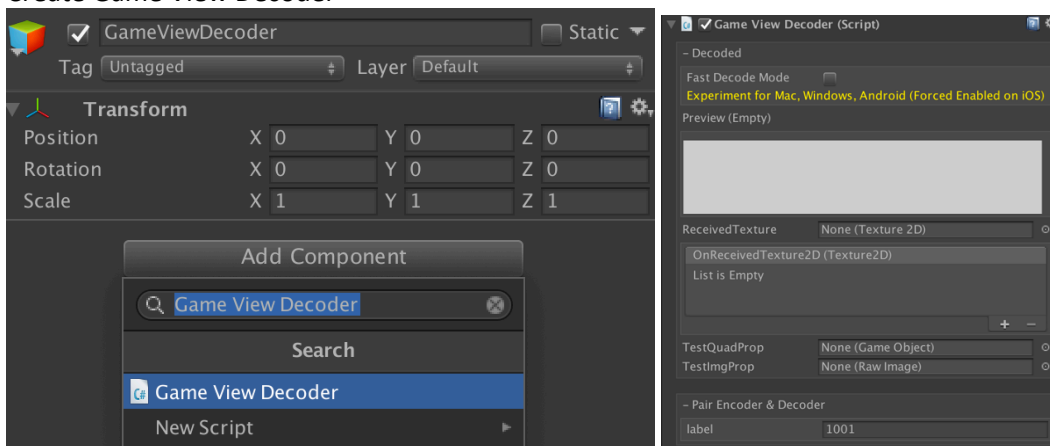 Create Game View Decoder
GameViewDecoder
Static
Tag Untagged Layer Default
Transform
Position X 0 Y 0 Z 0
Rotation X 0 Y 0 Z 0
Scale X 1 Y 1 Z 1
Add Component
Game View Decoder
Search
Game View Decoder
New Script
Game View Decoder (Script)
- Decoded
Fast Decode Mode
Experiment for Mac, Windows, Android (Forced Enabled on iOS)
Preview (Empty)
ReceivedTexture None (Texture 2D)
OnReceivedTexture2D (Texture2D)
List is Empty
+ -
TestQuadProp None (Game Object)
TestImgProp None (Raw Image)
- Pair Encoder & Decoder
label 1001